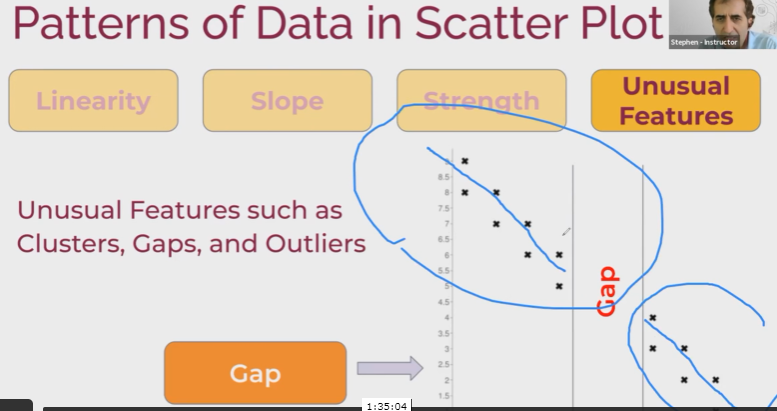 Patterns of Data in Scatter Plot
Stephen - Instructor
Linearity
Slope
Strength
Unusual
Features
Unusual Features such as
Clusters, Gaps, and Outliers
9
8.5
8
7.5
7
6.5
6
5.5
5
4.5
4
3.5
3
2.5
2
1.5
Gap
Gap
1:35:04